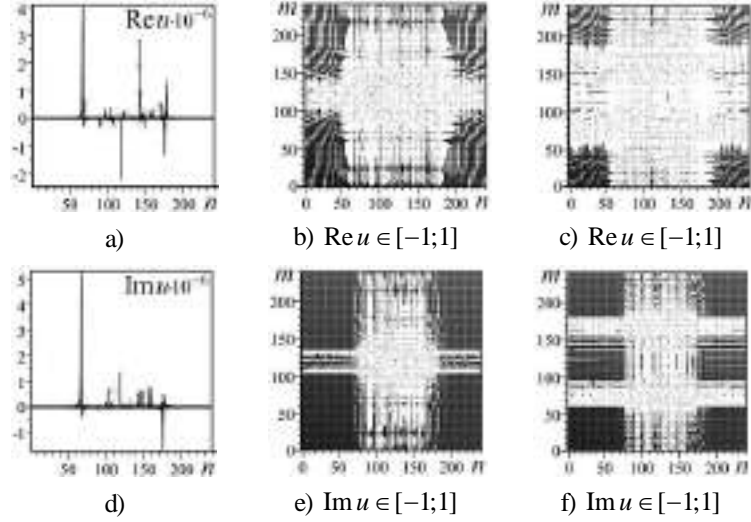 4
3
2
1
0
-1
-2
Reu·10⁻⁶
50 100 150 200 n
a)
m
200
150
100
50
0
0 50 100 150 200 n
b) Re u ∈ [−1;1]
m
200
150
100
50
0
0 50 100 150 200 n
c) Re u ∈ [−1;1]
5
4
3
2
1
0
-1
Imu·10⁻⁶
50 100 150 200 n
d)
m
200
150
100
50
0
0 50 100 150 200 n
e) Im u ∈ [−1;1]
m
200
150
100
50
0
0 50 100 150 200 n
f) Im u ∈ [−1;1]